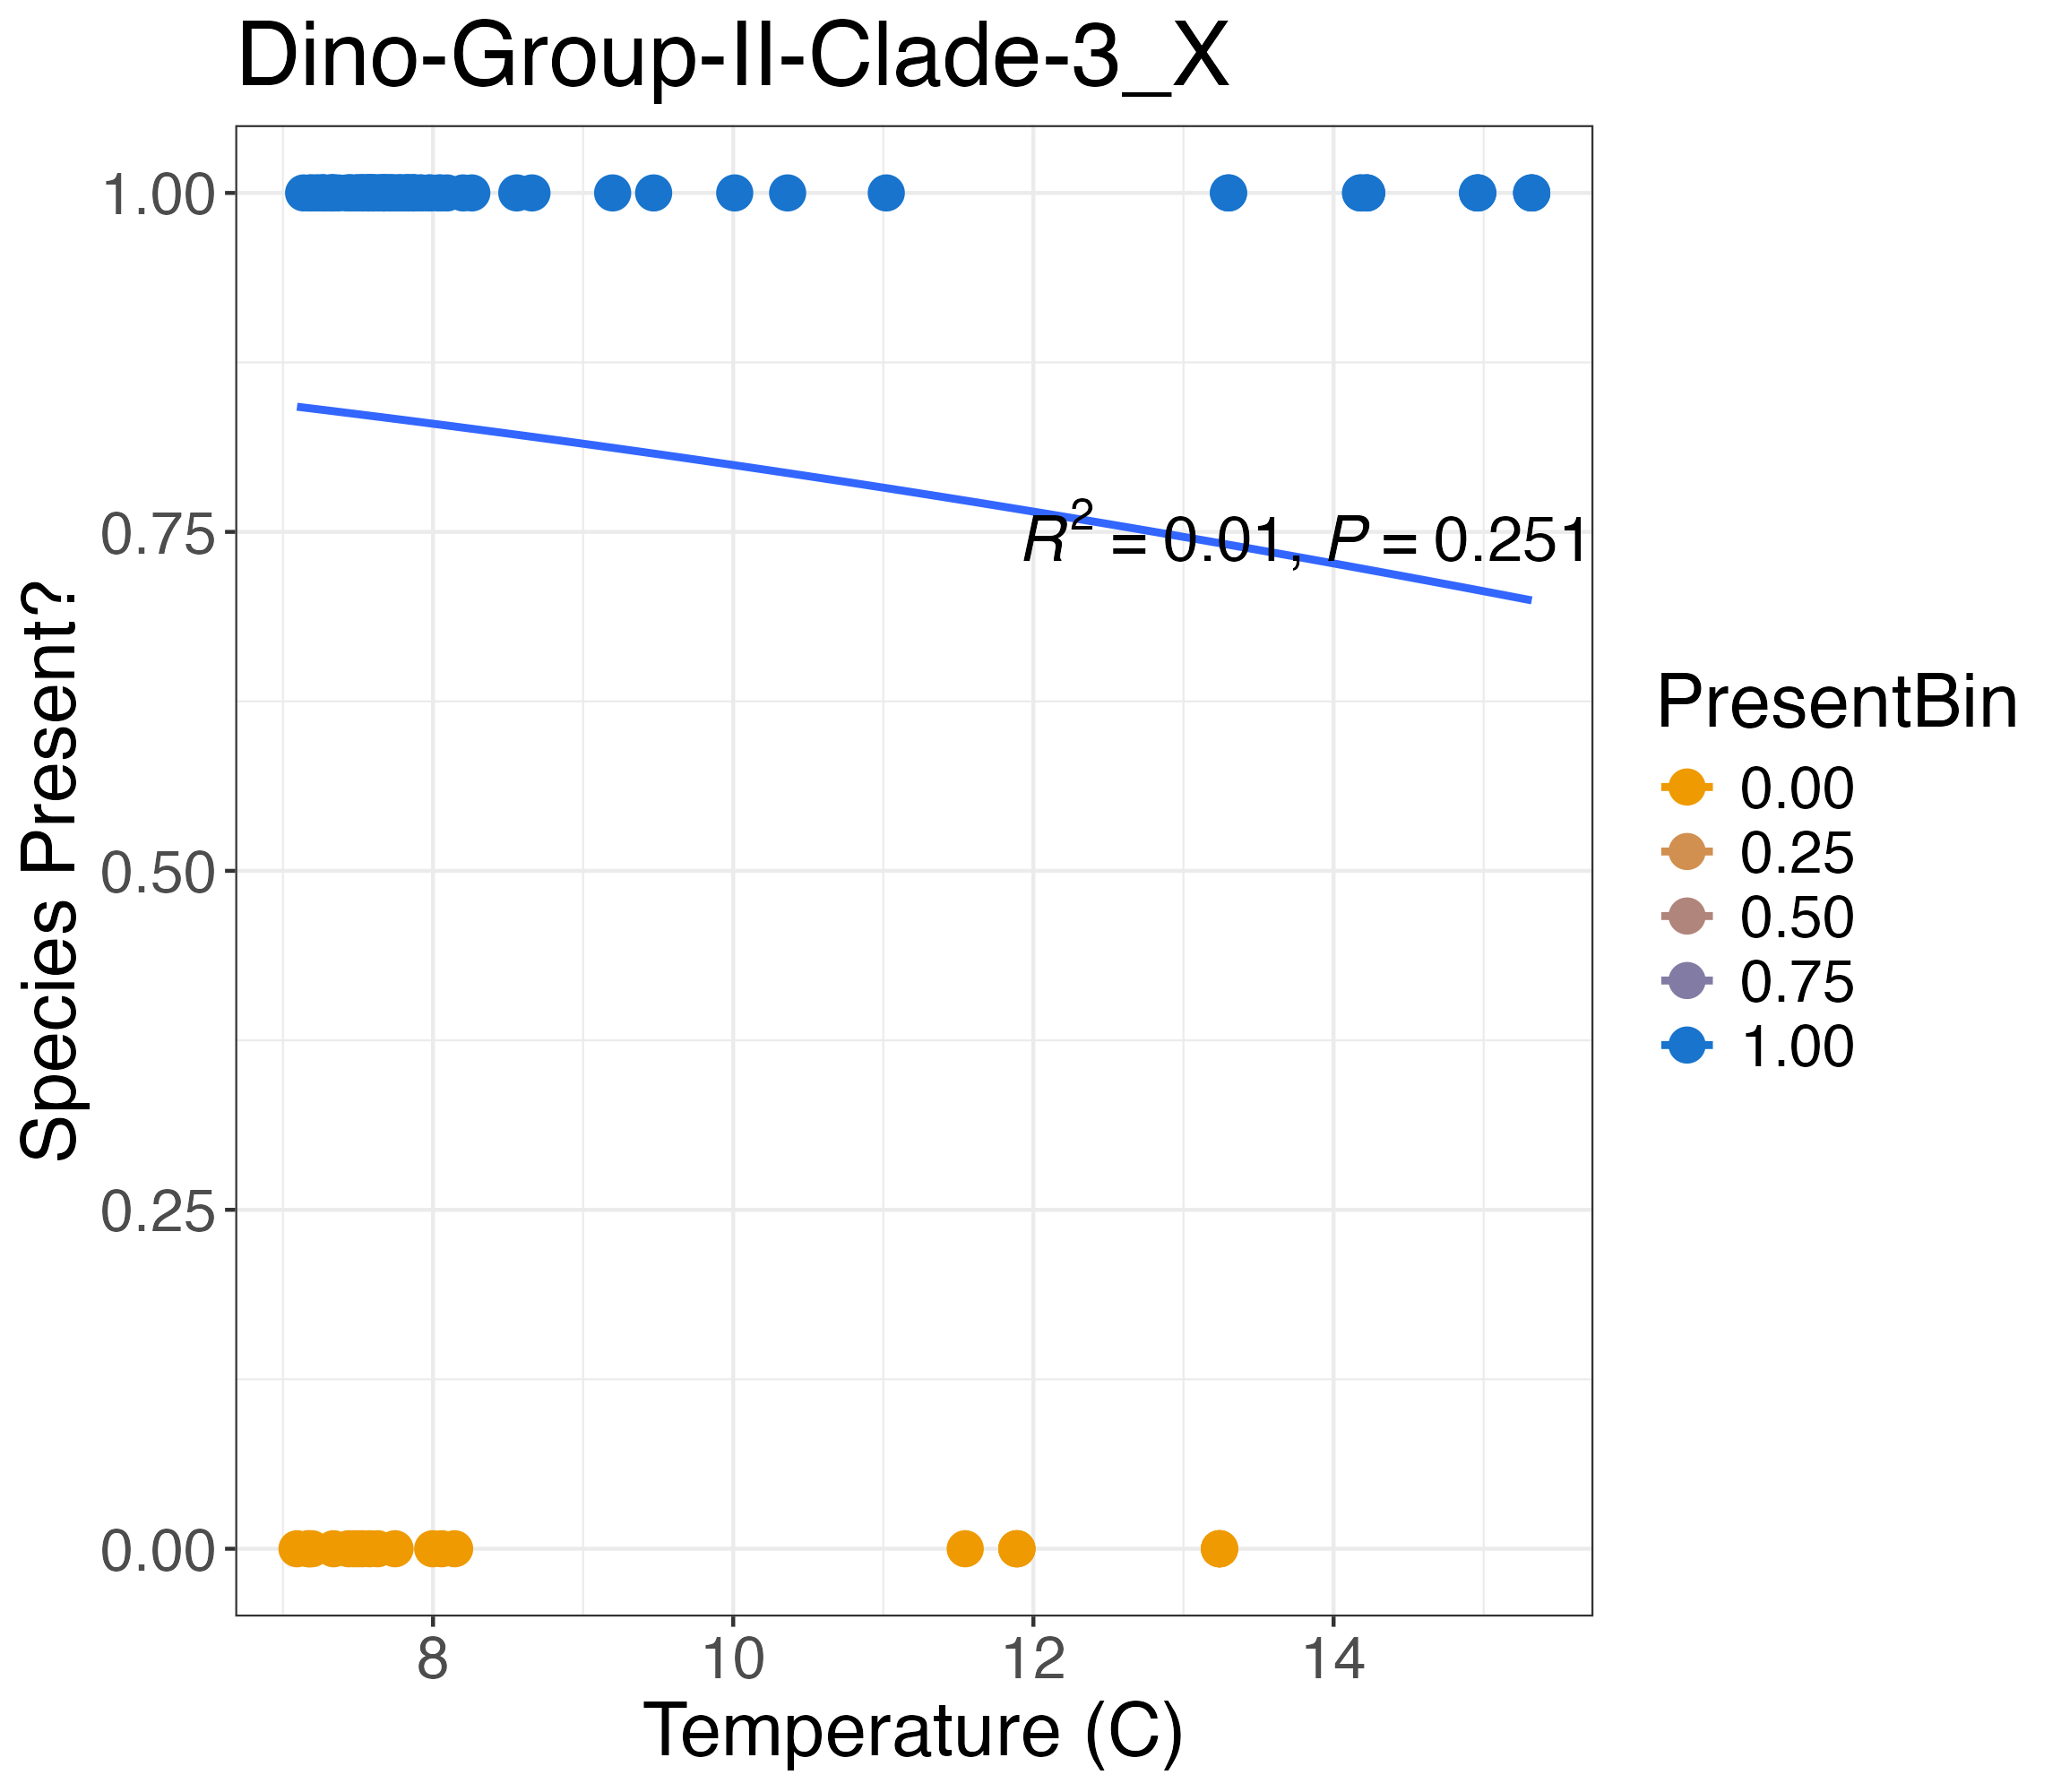 Dino-Group-II-Clade-3_X
1.00
0.75
0.50
0.25
0.00
Species Present?
R² = 0.01, P = 0.251
8 10 12 14
Temperature (C)
PresentBin
0.00
0.25
0.50
0.75
1.00